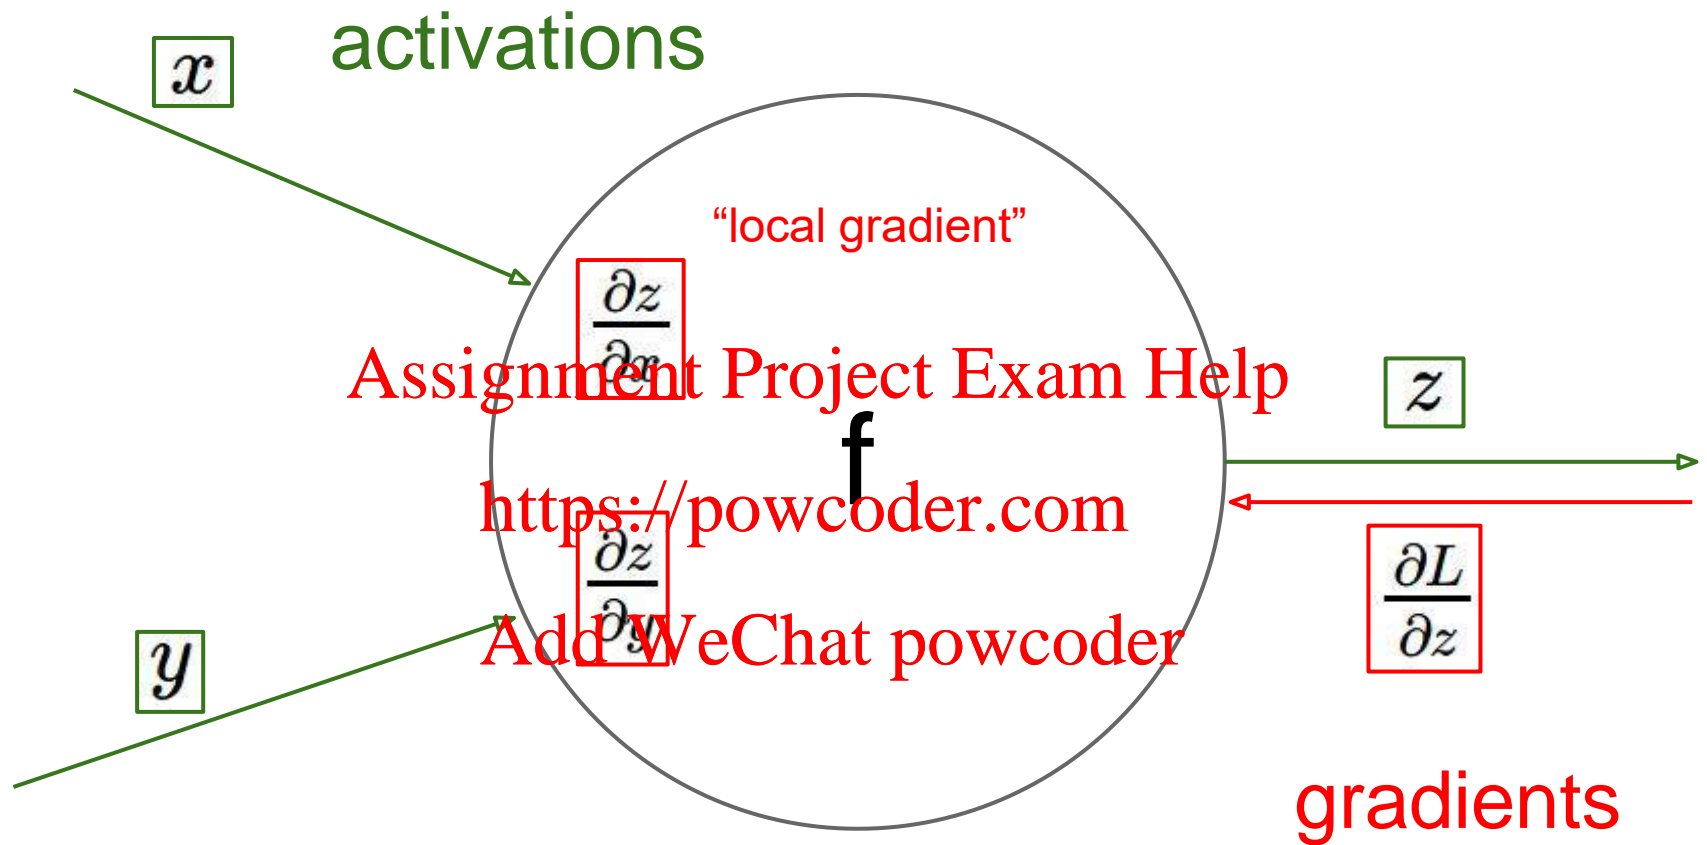 activations
x
“local gradient”
∂z
∂x
Assignment Project Exam Help
z
f
https://powcoder.com
∂z
∂y
∂L
∂z
Add WeChat powcoder
y
gradients